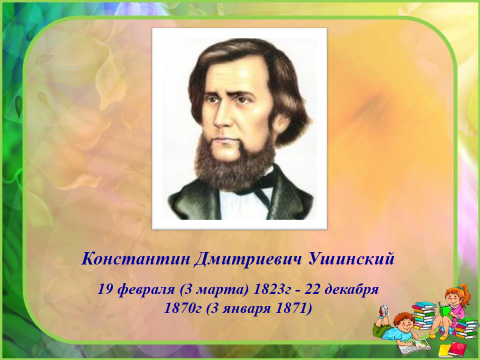 Константин Дмитриевич Ушинский
19 февраля (3 марта) 1823г - 22 декабря
1870г (3 января 1871)